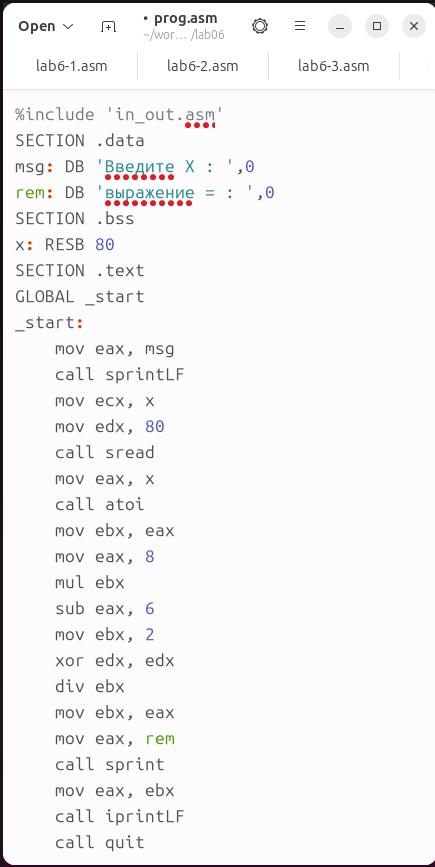 Open
• prog.asm
~/wor… /lab06
lab6-1.asm
lab6-2.asm
lab6-3.asm
%include 'in_out.asm'
SECTION .data
msg: DB 'Введите X : ',0
rem: DB 'выражение = : ',0
SECTION .bss
x: RESB 80
SECTION .text
GLOBAL _start
_start:
mov eax, msg
call sprintLF
mov ecx, x
mov edx, 80
call sread
mov eax, x
call atoi
mov ebx, eax
mov eax, 8
mul ebx
sub eax, 6
mov ebx, 2
xor edx, edx
div ebx
mov ebx, eax
mov eax, rem
call sprint
mov eax, ebx
call iprintLF
call quit